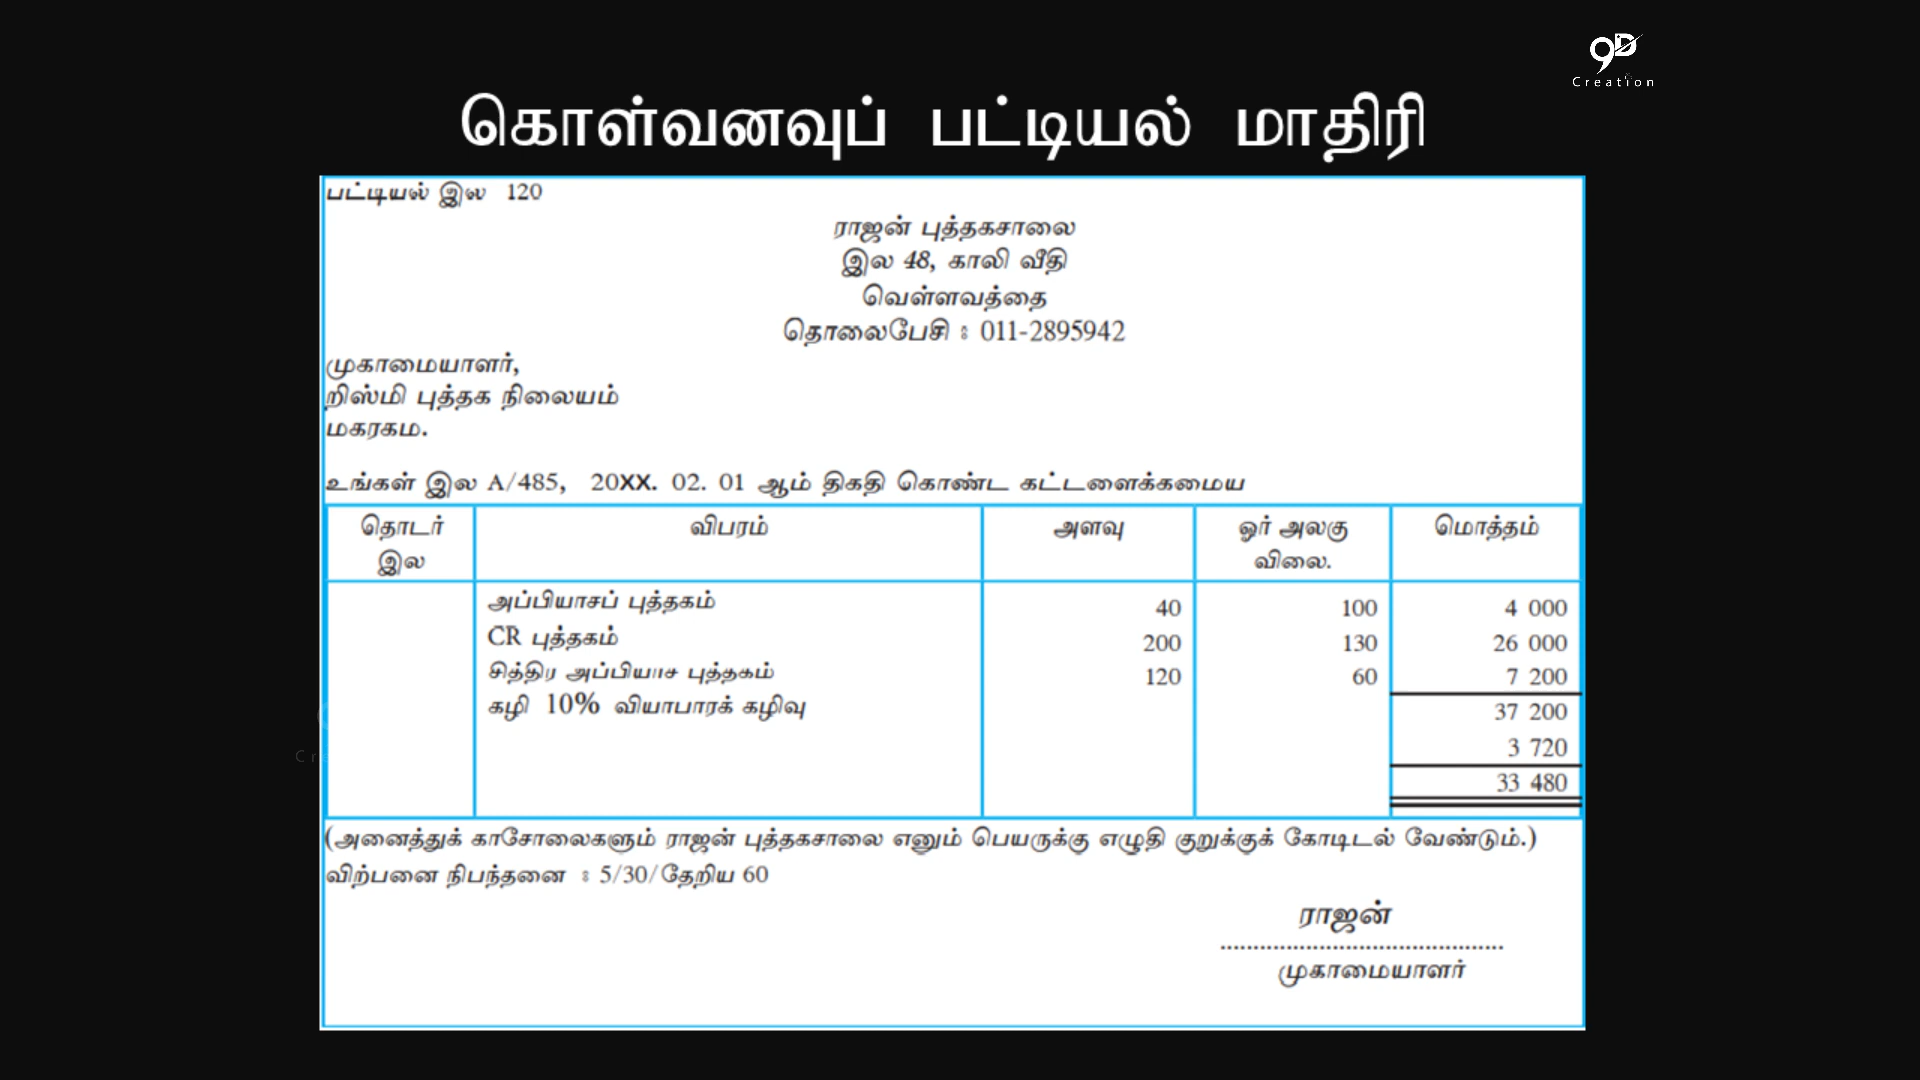 9D
Creation
கொள்வனவுப் பட்டியல் மாதிரி
பட்டியல் இல 120
ராஜன் புத்தகசாலை
இல 48, காலி வீதி
வெள்ளவத்தை
தொலைபேசி : 011-2895942
முகாமையாளர்,
றிஸ்மி புத்தக நிலையம்
மகரகம.
உங்கள் இல A/485, 20XX. 02. 01 ஆம் திகதி கொண்ட கட்டளைக்கமைய
தொடர் இல விபரம் அளவு ஓர் அலகு விலை. மொத்தம்
அப்பியாசப் புத்தகம் 40 100 4 000
CR புத்தகம் 200 130 26 000
சித்திர அப்பியாச புத்தகம் 120 60 7 200
கழி 10% வியாபாரக் கழிவு 37 200
3 720
33 480
(அனைத்துக் காசோலைகளும் ராஜன் புத்தகசாலை எனும் பெயருக்கு எழுதி குறுக்குக் கோடிடல் வேண்டும்.)
விற்பனை நிபந்தனை : 5/30/தேறிய 60
ராஜன்
........................................
முகாமையாளர்